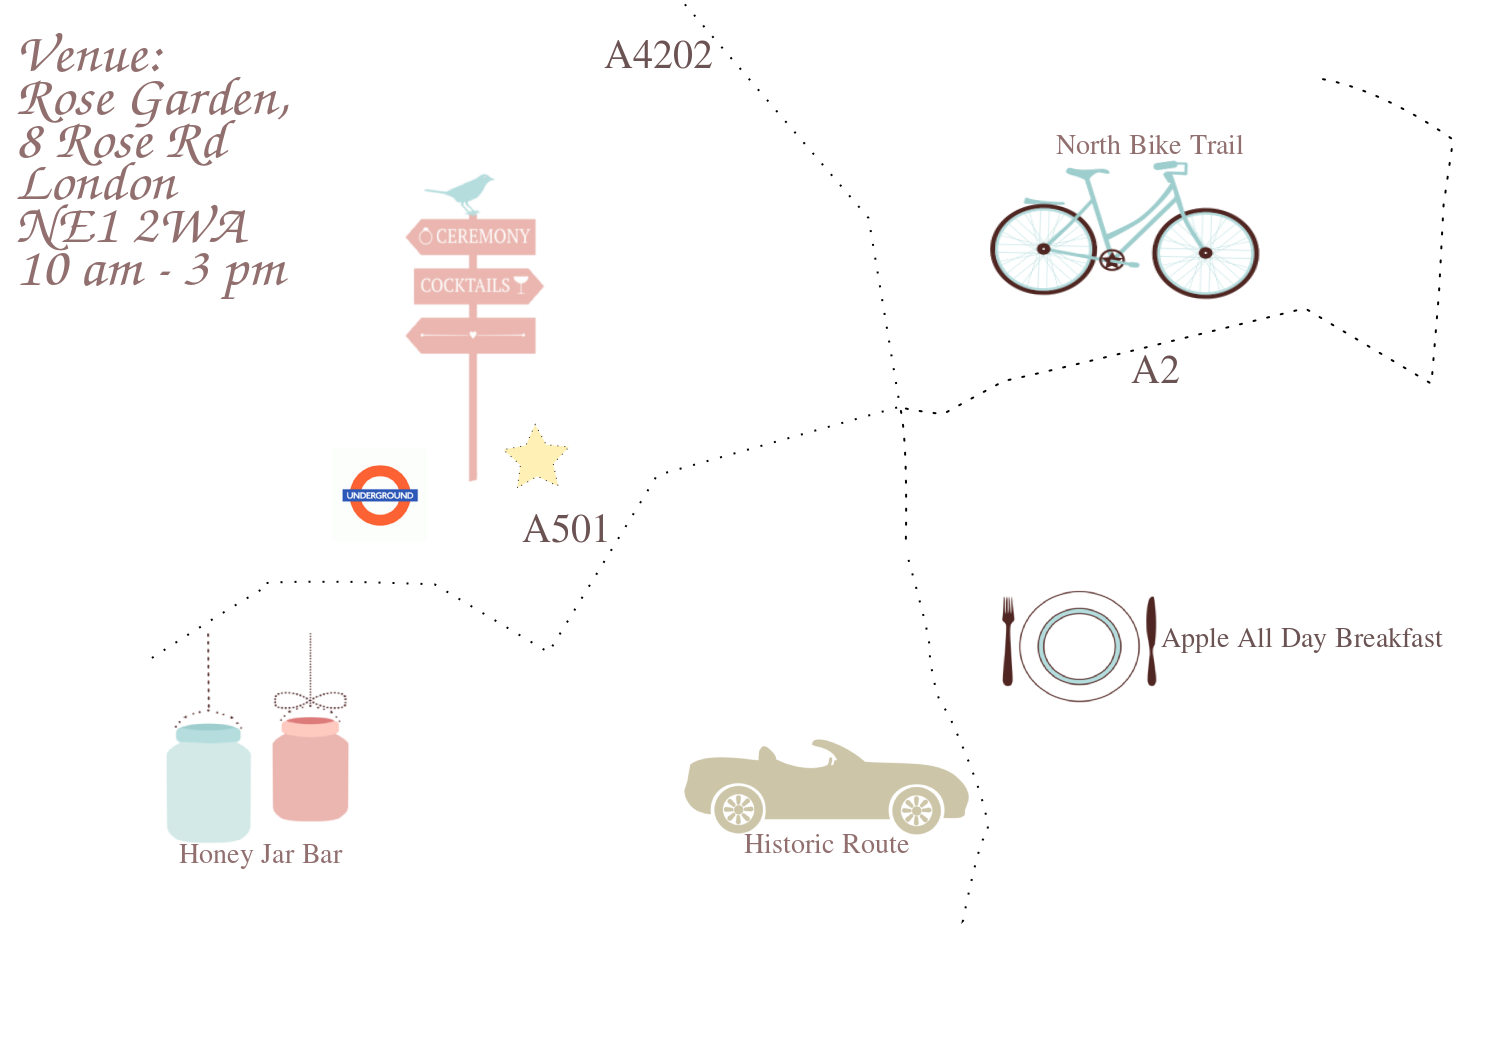 Venue:
Rose Garden,
8 Rose Rd
London
NE1 2WA
10 am - 3 pm
A4202
North Bike Trail
CEREMONY
COCKTAILS
A2
UNDERGROUND
A501
Apple All Day Breakfast
Historic Route
Honey Jar Bar